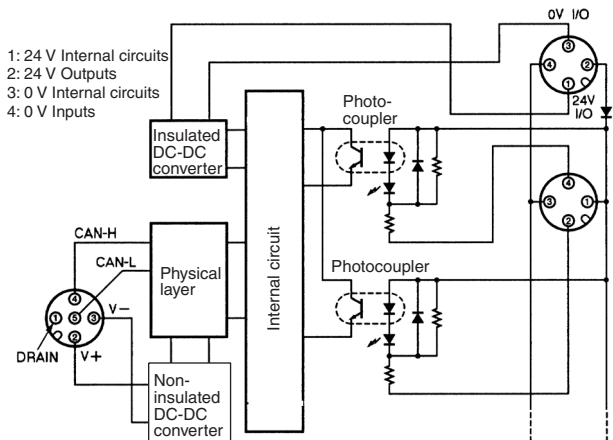 0V I/O
1: 24 V Internal circuits
2: 24 V Outputs
3: 0 V Internal circuits
4: 0 V Inputs
3
4
2
1
24V
I/O
Photo-
coupler
Insulated
DC-DC
converter
4
3
1
2
Internal circuit
CAN-H
CAN-L
Physical
layer
Photocoupler
4
1
5
3
2
V−
DRAIN
V+
Non-
insulated
DC-DC
converter